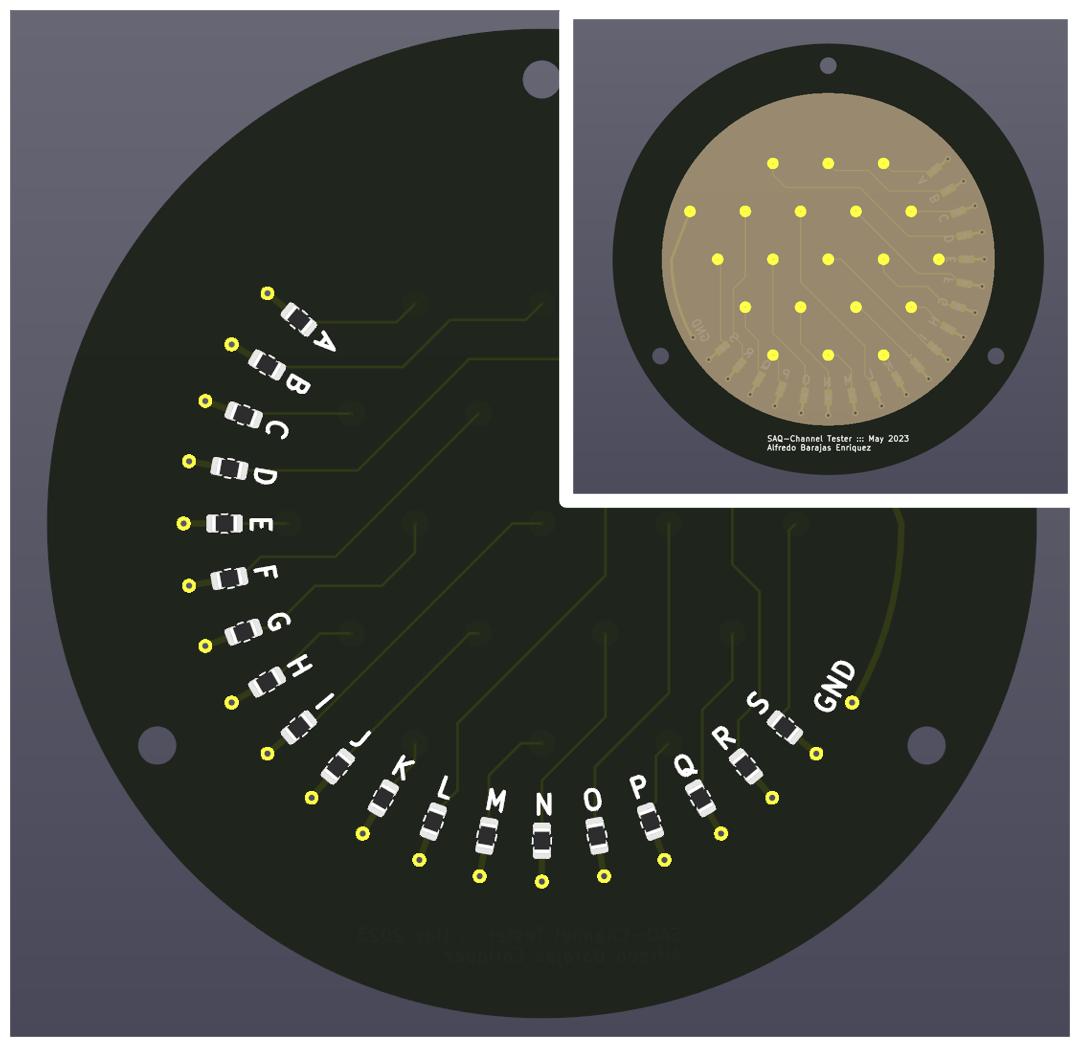 A
B
C
D
E
F
G
H
I
J
K
L
M
N
O
P
Q
R
S
GND
SAQ-Channel Tester ::: May 2023
Alfredo Barajas Enriquez